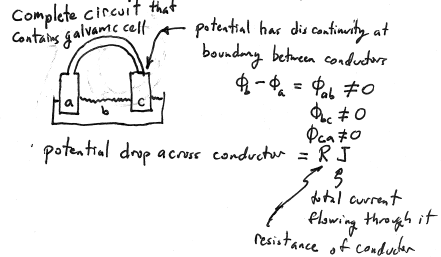 Complete Circuit that
contains galvanic cell
potential has discontinuity at
boundary between conductors
ϕb - ϕa = ϕab ≠ 0
ϕbc ≠ 0
ϕca ≠ 0
a
b
c
potential drop across conductor = R J
total current
flowing through it
resistance of conductor